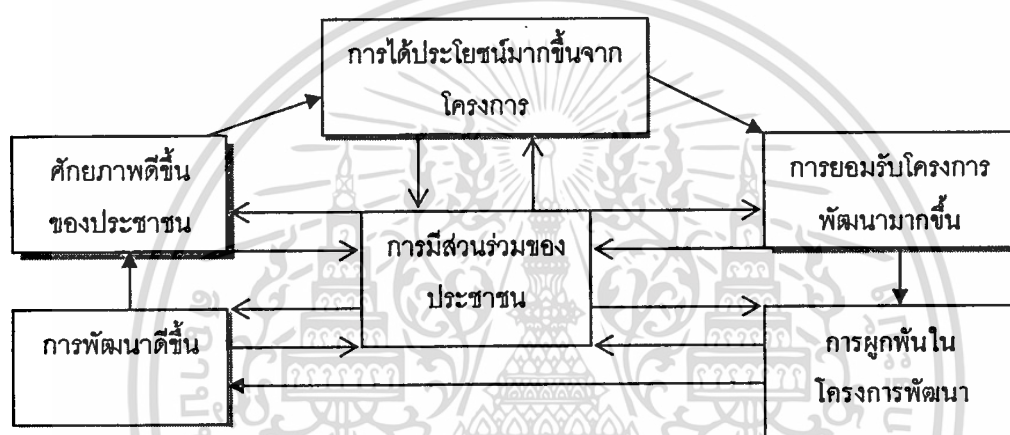 การได้ประโยชน์มากขึ้นจาก
โครงการ
ศักยภาพดีขึ้น
ของประชาชน
การยอมรับโครงการ
พัฒนามากขึ้น
การมีส่วนร่วมของ
ประชาชน
การพัฒนาดีขึ้น
การผูกพันใน
โครงการพัฒนา